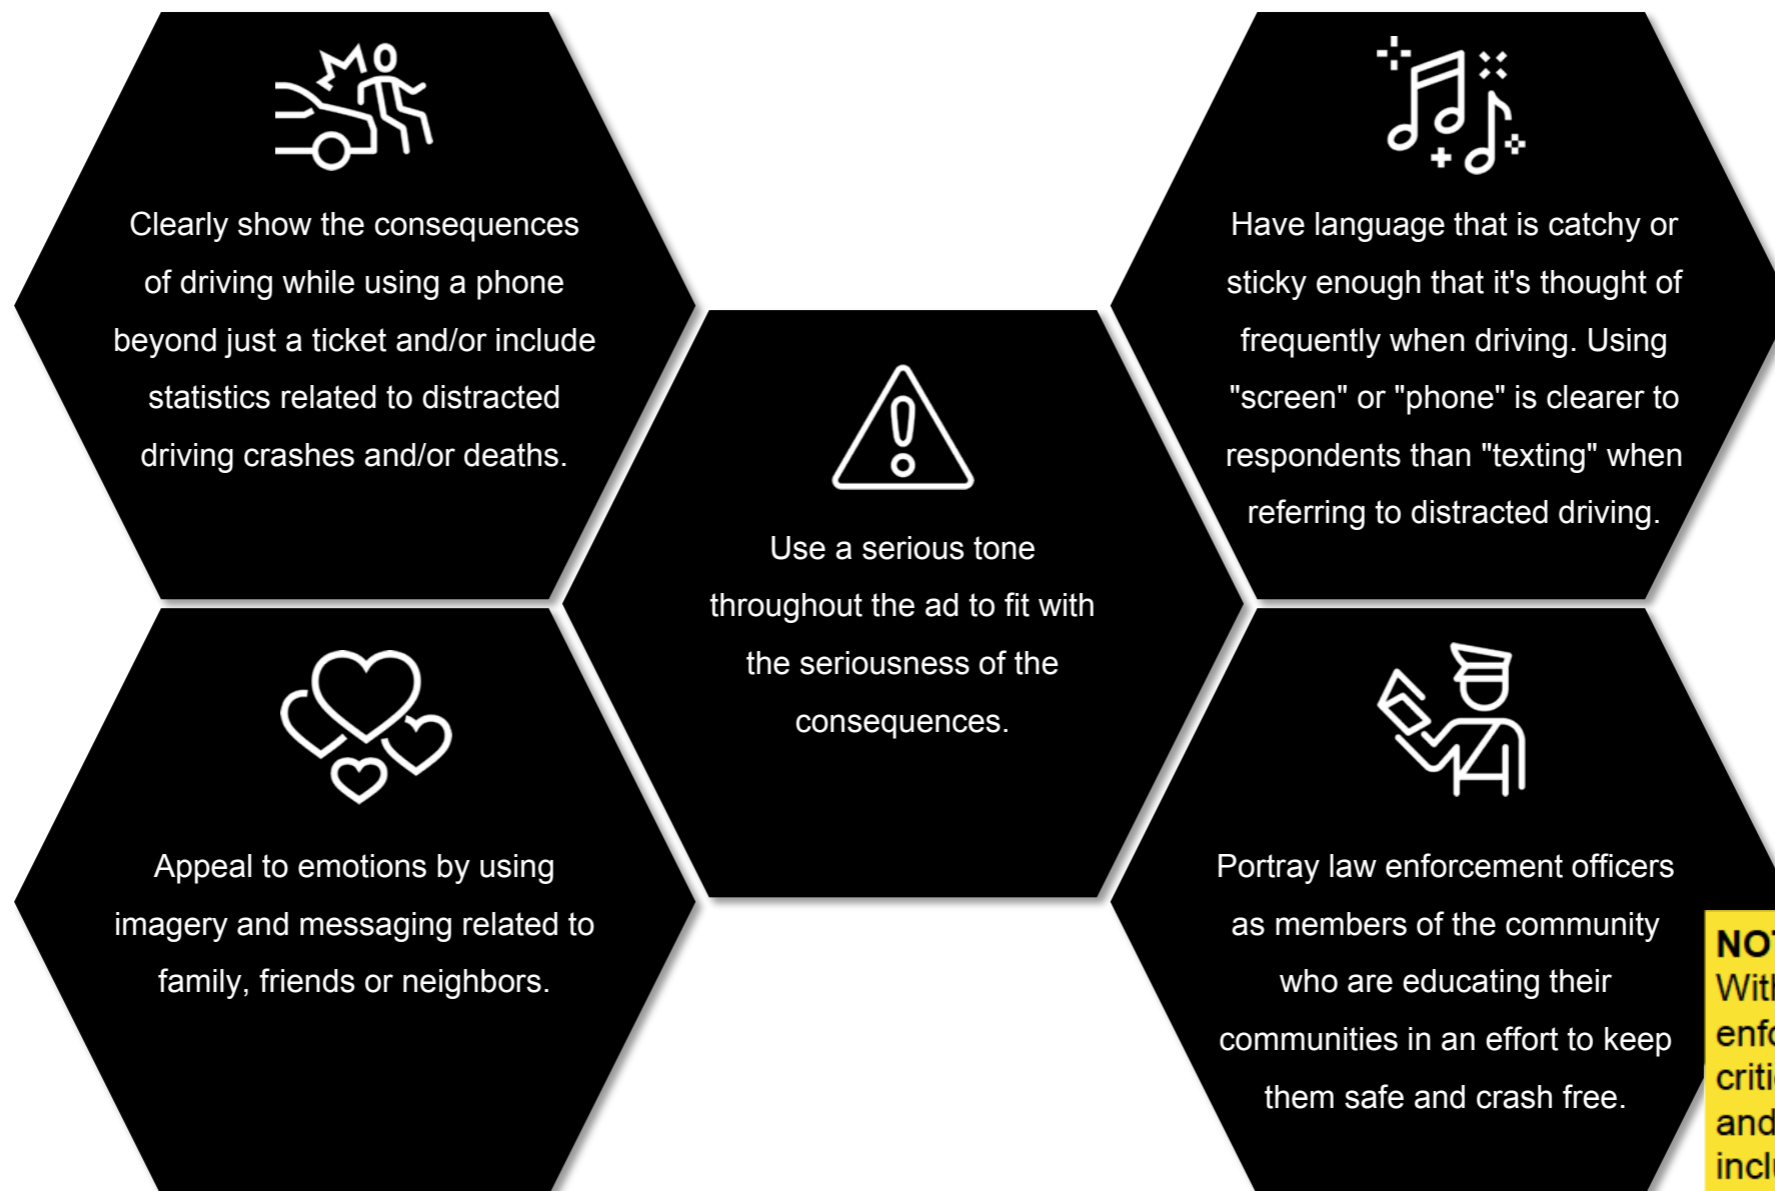 Clearly show the consequences
of driving while using a phone
beyond just a ticket and/or include
statistics related to distracted
driving crashes and/or deaths.
Have language that is catchy or
sticky enough that it's thought of
frequently when driving. Using
"screen" or "phone" is clearer to
respondents than "texting" when
referring to distracted driving.
Use a serious tone
throughout the ad to fit with
the seriousness of the
consequences.
Appeal to emotions by using
imagery and messaging related to
family, friends or neighbors.
Portray law enforcement officers
as members of the community
who are educating their
communities in an effort to keep
them safe and crash free.
and